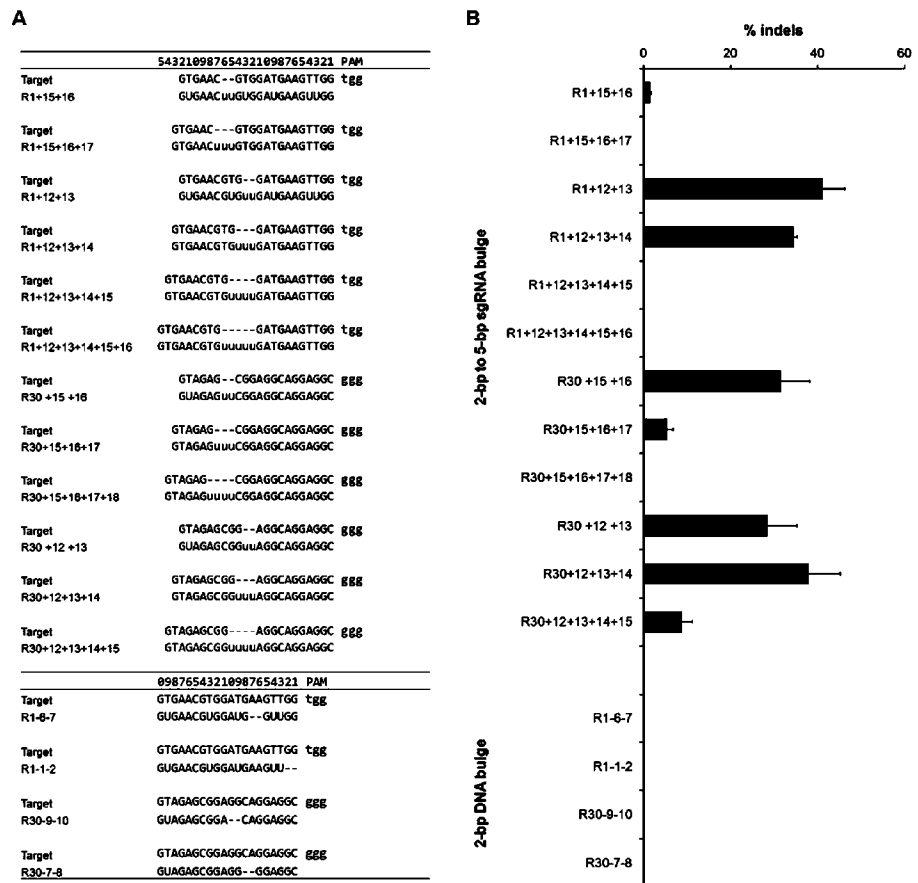 A
5432109876543210987654321 PAM
Target GTGAAC--GTGGATGAAGTTGG tgg
R1+15+16 GUGAACuuGUGGAUGAAGUUGG
Target GTGAAC---GTGGATGAAGTTGG tgg
R1+15+16+17 GTGAACuuuGTGGATGAAGTTGG
Target GTGAACGTG--GATGAAGTTGG tgg
R1+12+13 GUGAACGUGuuGAUGAAGUUGG
Target GTGAACGTG---GATGAAGTTGG tgg
R1+12+13+14 GTGAACGTGuuuGATGAAGTTGG
Target GTGAACGTG----GATGAAGTTGG tgg
R1+12+13+14+15 GTGAACGTGuuuuGATGAAGTTGG
Target GTGAACGTG-----GATGAAGTTGG tgg
R1+12+13+14+15+16 GTGAACGTGuuuuuGATGAAGTTGG
Target GTAGAG--CGGAGGCAGGAGGC ggg
R30 +15 +16 GUAGAGuuCGGAGGCAGGAGGC
Target GTAGAG---CGGAGGCAGGAGGC ggg
R30+15+16+17 GTAGAGuuuCGGAGGCAGGAGGC
Target GTAGAG----CGGAGGCAGGAGGC ggg
R30+15+16+17+18 GTAGAGuuuuCGGAGGCAGGAGGC
Target GTAGAGCGG--AGGCAGGAGGC ggg
R30 +12 +13 GUAGAGCGGuuAGGCAGGAGGC
Target GTAGAGCGG---AGGCAGGAGGC ggg
R30+12+13+14 GTAGAGCGGuuuAGGCAGGAGGC
Target GTAGAGCGG----AGGCAGGAGGC ggg
R30+12+13+14+15 GTAGAGCGGuuuuAGGCAGGAGGC
09876543210987654321 PAM
Target GTGAACGTGGATGAAGTTGG tgg
R1-6-7 GUGAACGUGGAUG--GUUGG
Target GTGAACGTGGATGAAGTTGG tgg
R1-1-2 GUGAACGUGGAUGAAGUU--
Target GTAGAGCGGAGGCAGGAGGC ggg
R30-9-10 GUAGAGCGGA--CAGGAGGC
Target GTAGAGCGGAGGCAGGAGGC ggg
R30-7-8 GUAGAGCGGAGG--GGAGGC
B
% indels
0 20 40 60
2-bp to 5-bp sgRNA bulge
R1+15+16
R1+15+16+17
R1+12+13
R1+12+13+14
R1+12+13+14+15
R1+12+13+14+15+16
R30 +15 +16
R30+15+16+17
R30+15+16+17+18
R30 +12 +13
R30+12+13+14
R30+12+13+14+15
2-bp DNA bulge
R1-6-7
R1-1-2
R30-9-10
R30-7-8